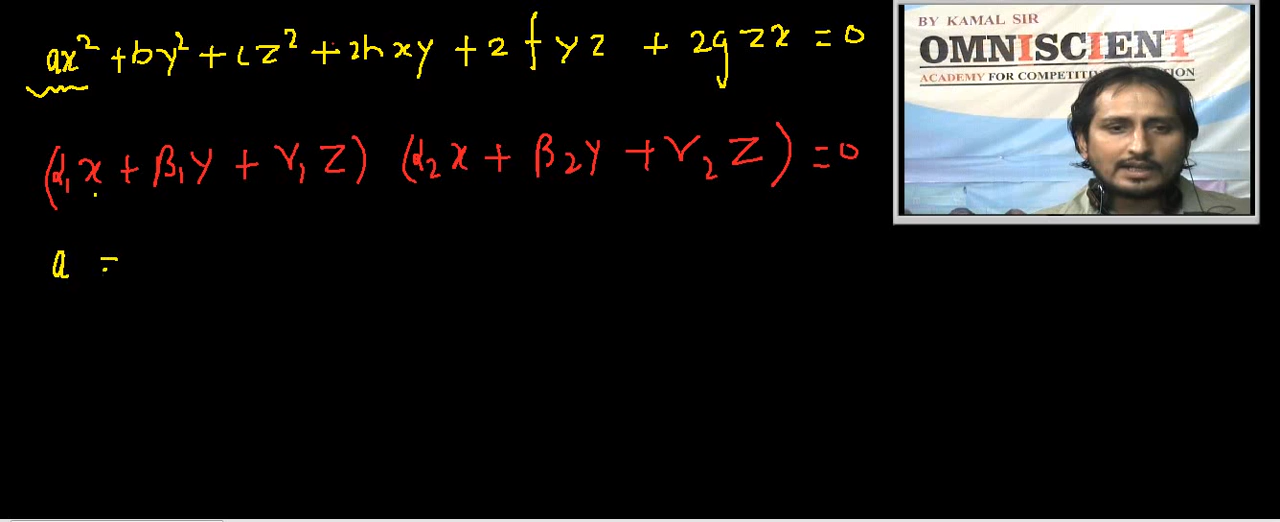 ax² + by² + cz² + 2hxy + 2fyz + 2gzx = 0
BY KAMAL SIR
OMNISCIENT
ACADEMY FOR COMPETITI
ION
(α₁x + β₁y + γ₁z) (α₂x + β₂y + γ₂z) = 0
a =